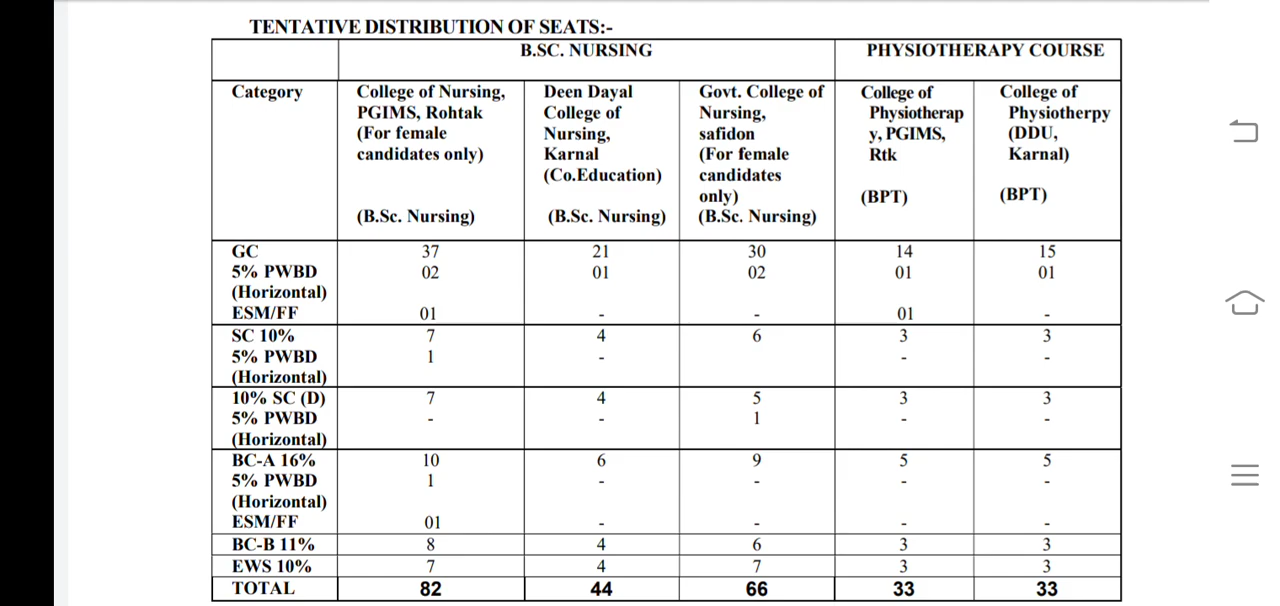 TENTATIVE DISTRIBUTION OF SEATS:-
B.SC. NURSING PHYSIOTHERAPY COURSE
Category
College of Nursing,
PGIMS, Rohtak
(For female
candidates only)
(B.Sc. Nursing)
Deen Dayal
College of
Nursing,
Karnal
(Co.Education)
(B.Sc. Nursing)
Govt. College of
Nursing,
safidon
(For female
candidates
only)
(B.Sc. Nursing)
College of
Physiotherap
y, PGIMS,
Rtk
(BPT)
College of
Physiotherpy
(DDU,
Karnal)
(BPT)
GC 37 21 30 14 15
5% PWBD 02 01 02 01 01
(Horizontal)
ESM/FF 01 - - 01 -
SC 10% 7 4 6 3 3
5% PWBD 1 - - -
(Horizontal)
10% SC (D) 7 4 5 3 3
5% PWBD - - 1 - -
(Horizontal)
BC-A 16% 10 6 9 5 5
5% PWBD 1 - - - -
(Horizontal)
ESM/FF 01 - - - -
BC-B 11% 8 4 6 3 3
EWS 10% 7 4 7 3 3
TOTAL 82 44 66 33 33